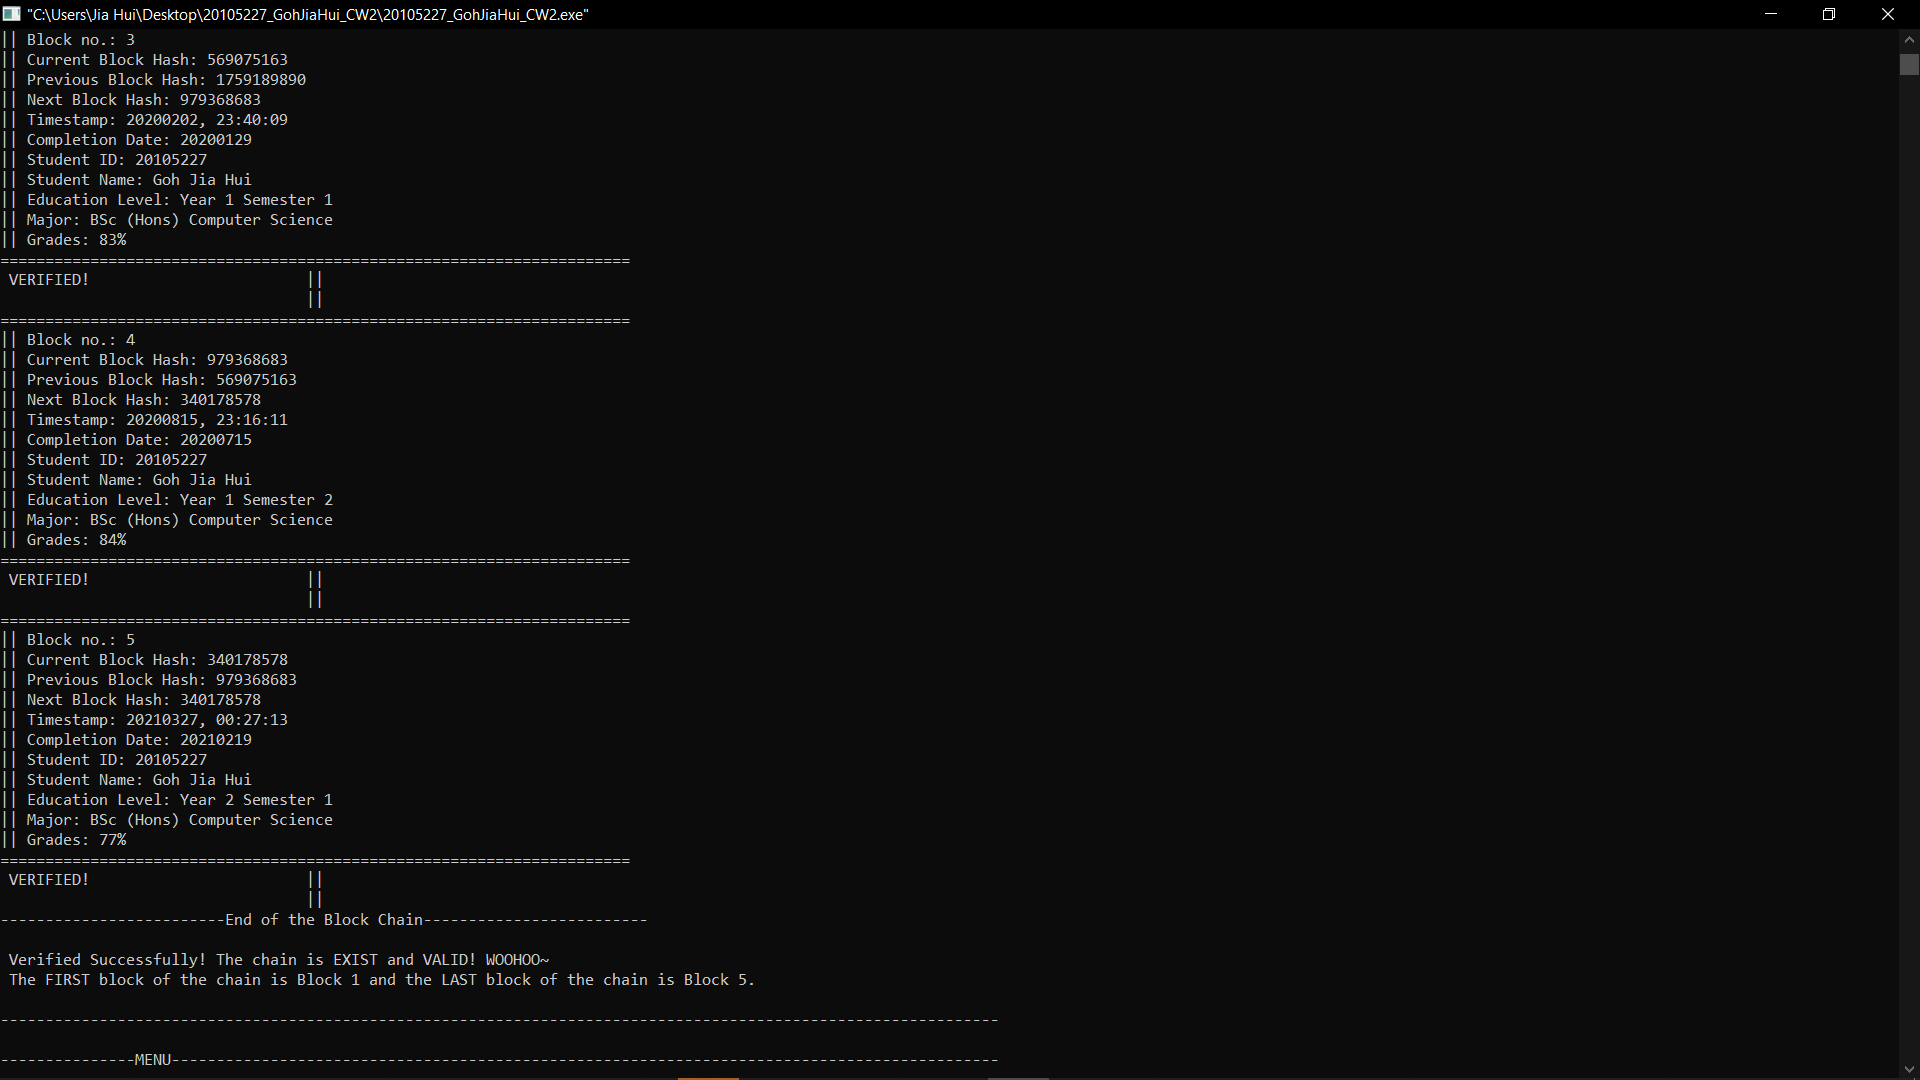 "C:\Users\Jia Hui\Desktop\20105227_GohJiaHui_CW2\20105227_GohJiaHui_CW2.exe"
|| Block no.: 3
|| Current Block Hash: 569075163
|| Previous Block Hash: 1759189890
|| Next Block Hash: 979368683
|| Timestamp: 20200202, 23:40:09
|| Completion Date: 20200129
|| Student ID: 20105227
|| Student Name: Goh Jia Hui
|| Education Level: Year 1 Semester 1
|| Major: BSc (Hons) Computer Science
|| Grades: 83%
======================================================================
VERIFIED! ||
||
======================================================================
|| Block no.: 4
|| Current Block Hash: 979368683
|| Previous Block Hash: 569075163
|| Next Block Hash: 340178578
|| Timestamp: 20200815, 23:16:11
|| Completion Date: 20200715
|| Student ID: 20105227
|| Student Name: Goh Jia Hui
|| Education Level: Year 1 Semester 2
|| Major: BSc (Hons) Computer Science
|| Grades: 84%
======================================================================
VERIFIED! ||
||
======================================================================
|| Block no.: 5
|| Current Block Hash: 340178578
|| Previous Block Hash: 979368683
|| Next Block Hash: 340178578
|| Timestamp: 20210327, 00:27:13
|| Completion Date: 20210219
|| Student ID: 20105227
|| Student Name: Goh Jia Hui
|| Education Level: Year 2 Semester 1
|| Major: BSc (Hons) Computer Science
|| Grades: 77%
======================================================================
VERIFIED! ||
||
-------------------------End of the Block Chain-------------------------
Verified Successfully! The chain is EXIST and VALID! WOOHOO~
The FIRST block of the chain is Block 1 and the LAST block of the chain is Block 5.
---------------------------------------------------------------------------------------------------------------
---------------MENU--------------------------------------------------------------------------------------------